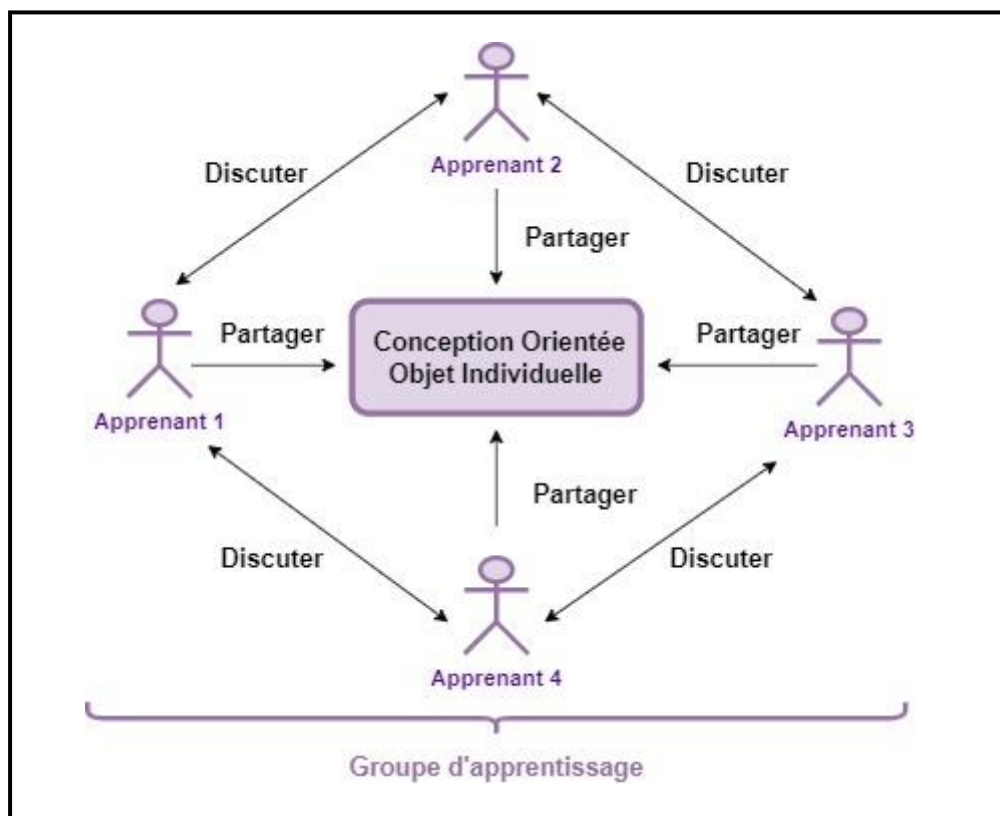 Apprenant 2
Discuter
Discuter
Partager
Partager
Conception Orientée
Objet Individuelle
Partager
Apprenant 1
Apprenant 3
Partager
Discuter
Discuter
Apprenant 4
Groupe d'apprentissage